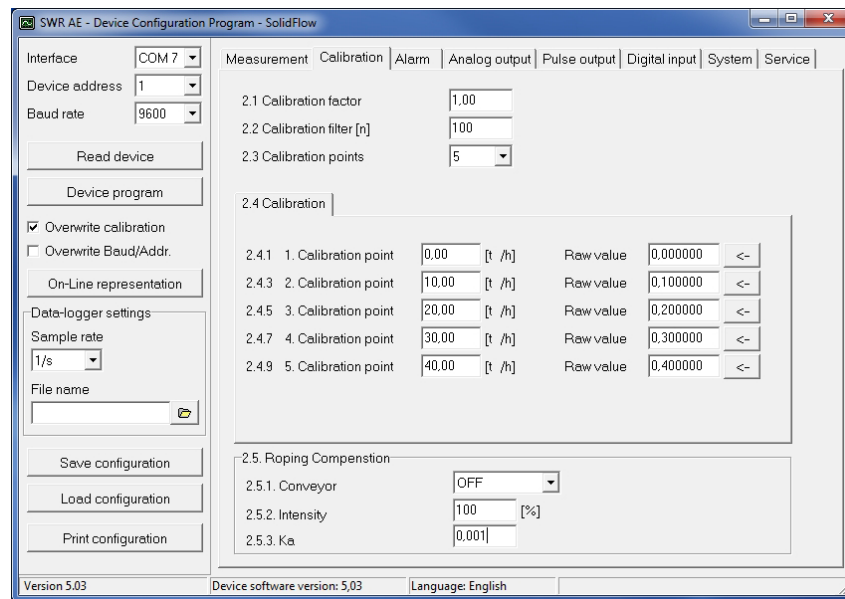 SWR AE - Device Configuration Program - SolidFlow
Interface COM 7
Device address 1
Baud rate 9600
Read device
Device program
Overwrite calibration
Overwrite Baud/Addr.
On-Line representation
Data-logger settings
Sample rate
1/s
File name
Save configuration
Load configuration
Print configuration
Measurement Calibration Alarm Analog output Pulse output Digital input System Service
2.1 Calibration factor 1,00
2.2 Calibration filter [n] 100
2.3 Calibration points 5
2.4 Calibration
2.4.1 1. Calibration point 0,00 [t /h] Raw value 0,000000 <-
2.4.3 2. Calibration point 10,00 [t /h] Raw value 0,100000 <-
2.4.5 3. Calibration point 20,00 [t /h] Raw value 0,200000 <-
2.4.7 4. Calibration point 30,00 [t /h] Raw value 0,300000 <-
2.4.9 5. Calibration point 40,00 [t /h] Raw value 0,400000 <-
2.5. Roping Compenstion
2.5.1. Conveyor OFF
2.5.2. Intensity 100 [%]
2.5.3. Ka 0,001
Version 5.03 Device software version: 5,03 Language: English